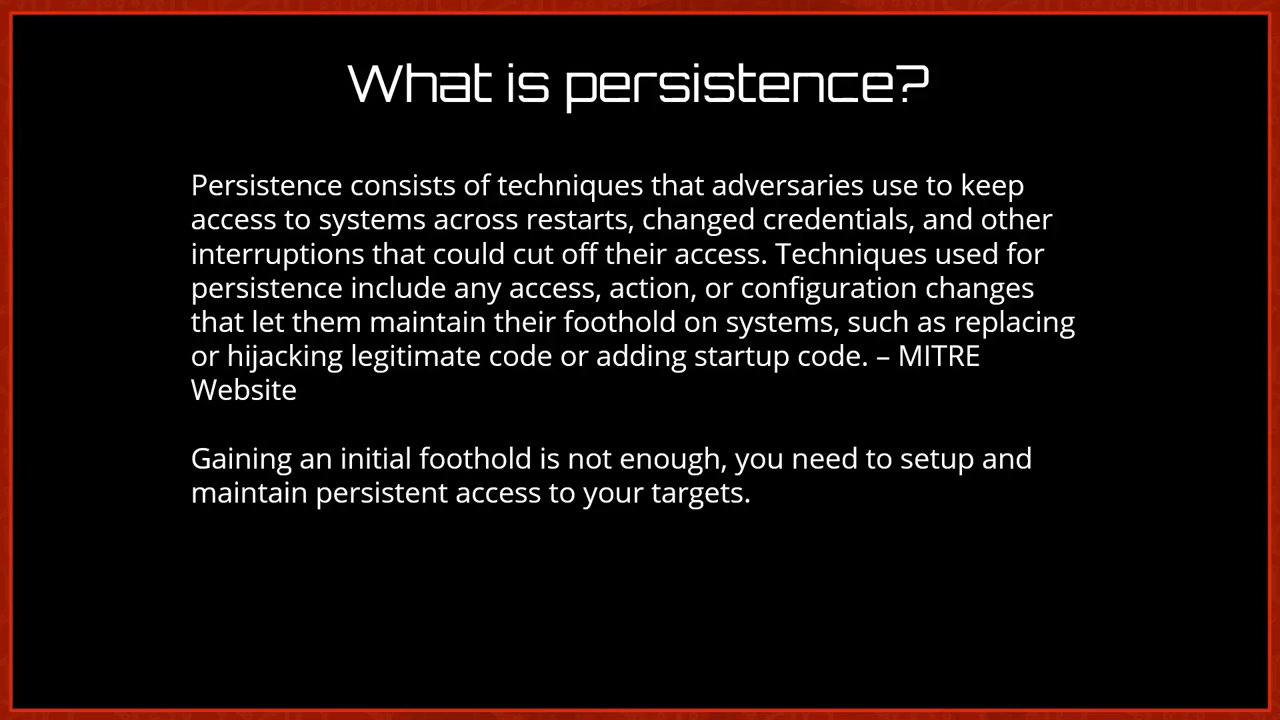 What is persistence?
Persistence consists of techniques that adversaries use to keep
access to systems across restarts, changed credentials, and other
interruptions that could cut off their access. Techniques used for
persistence include any access, action, or configuration changes
that let them maintain their foothold on systems, such as replacing
or hijacking legitimate code or adding startup code. – MITRE
Website
Gaining an initial foothold is not enough, you need to setup and
maintain persistent access to your targets.